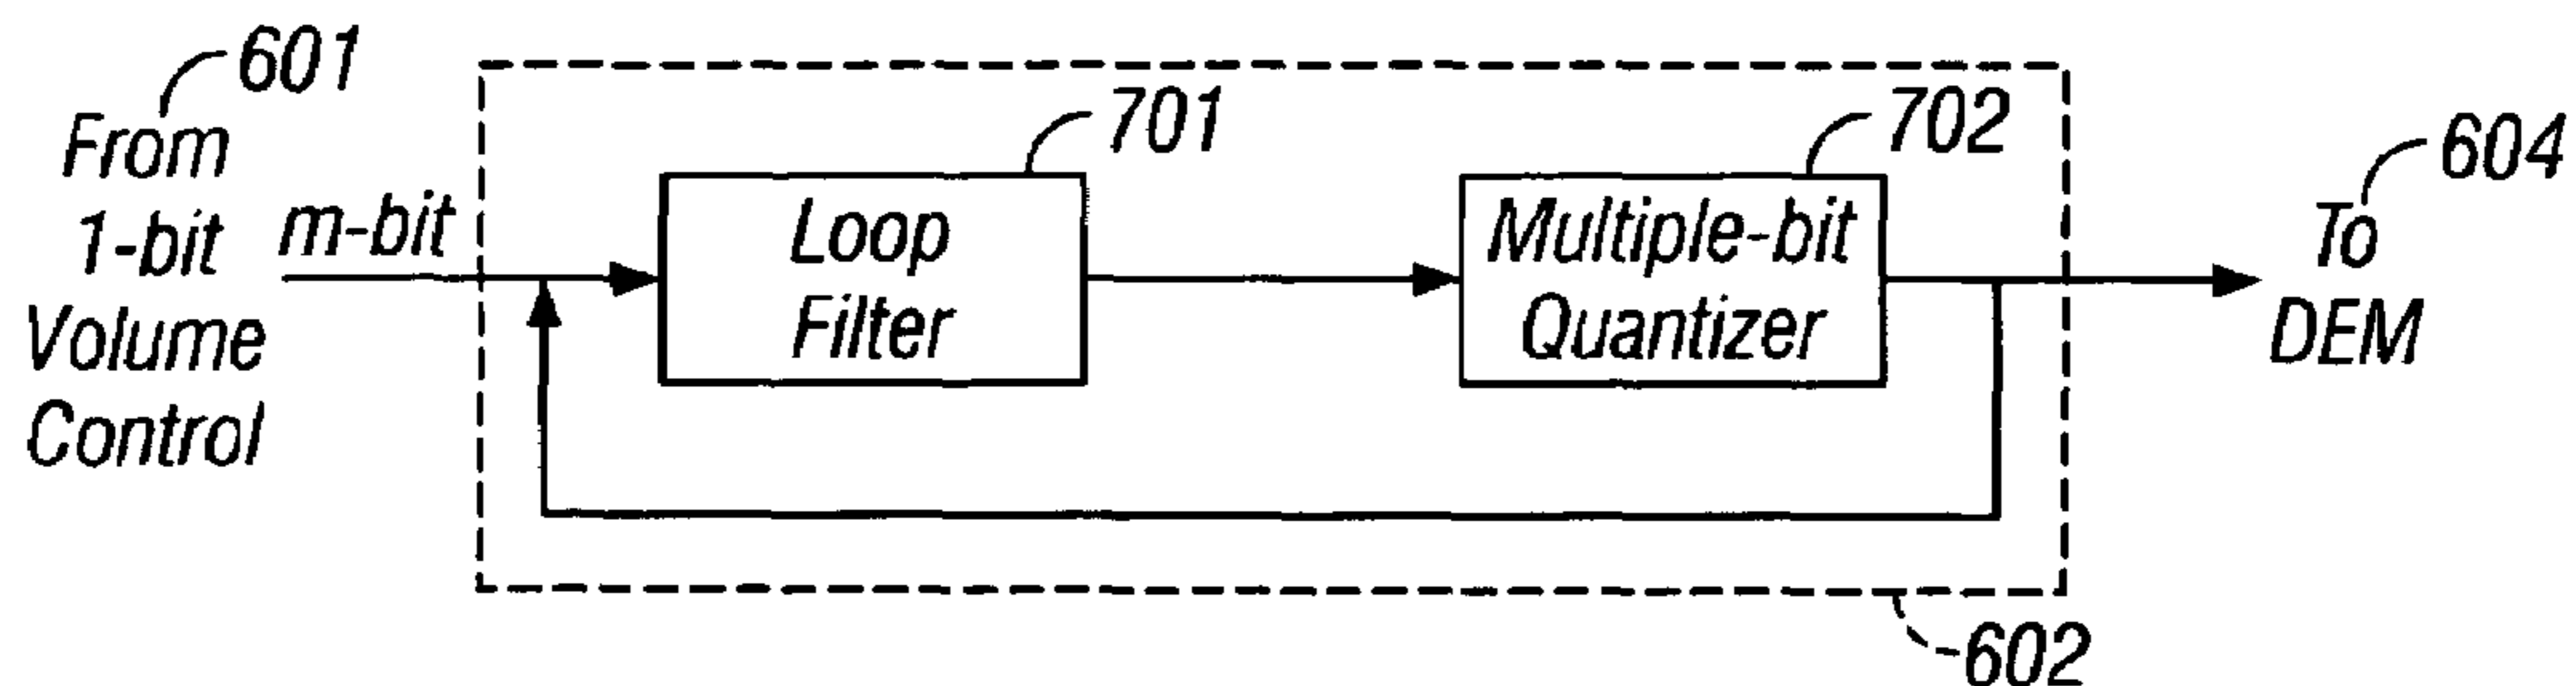 601
From
1-bit
Volume
Control
m-bit
701
Loop
Filter
702
Multiple-bit
Quantizer
604
To
DEM
602